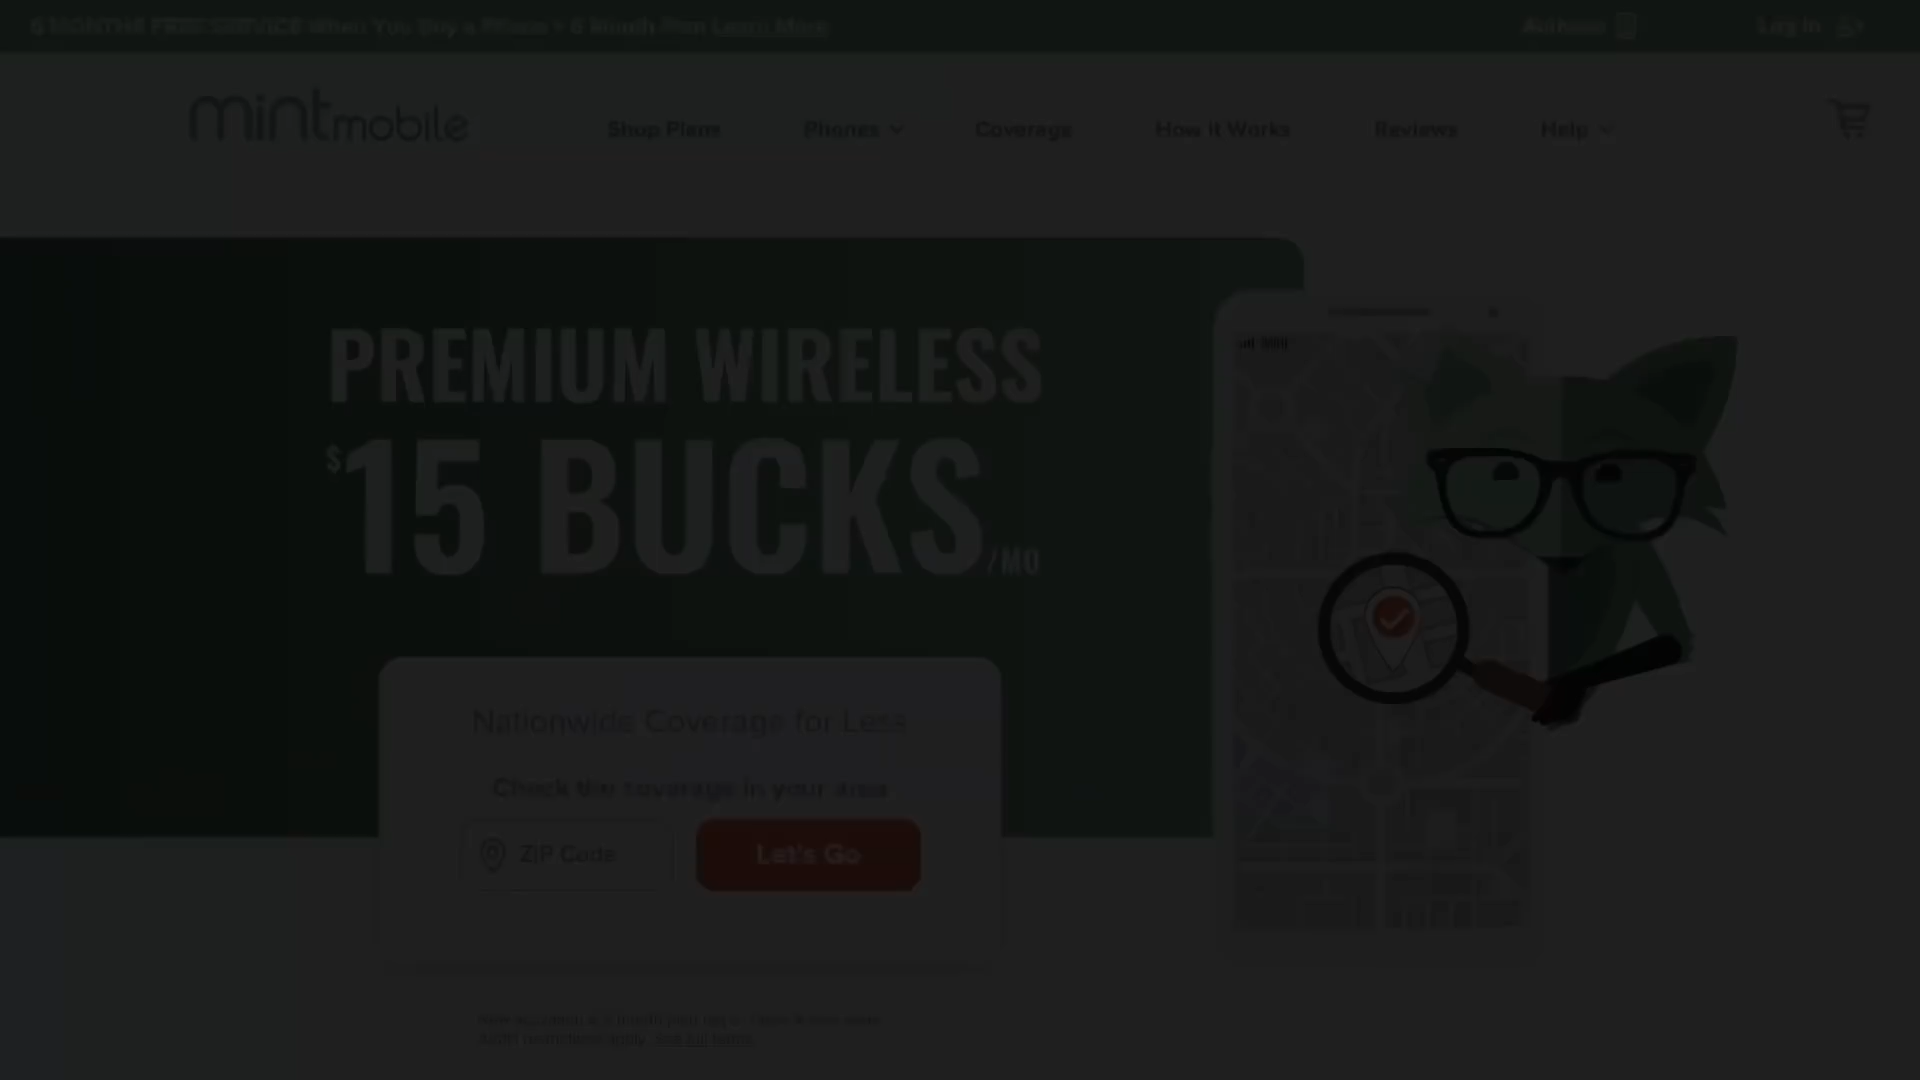 6 MONTHS FREE SERVICE When You Buy a Phone + 6 Month Plan Learn More
Activate
Log In
mintmobile
Shop Plans
Phones
Coverage
How It Works
Reviews
Help
PREMIUM WIRELESS
$15 BUCKS/MO
Nationwide Coverage for Less
Check the coverage in your area
ZIP Code
Let's Go